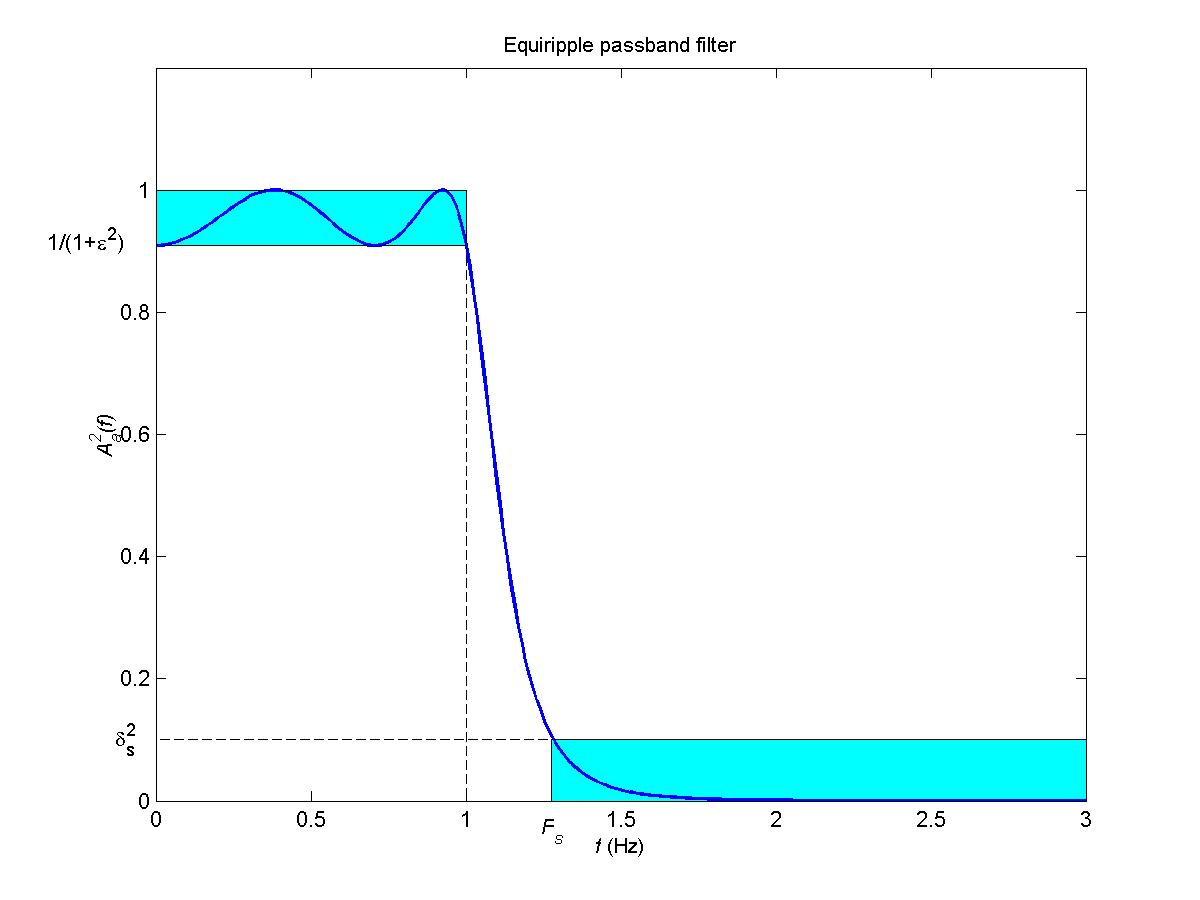 Equiripple passband filter
1
1/(1+ε²)
0.8
A²ₐ(f)
0.6
0.4
0.2
δ²ₛ
0
0 0.5 1 1.5 2 2.5 3
Fₛ
f (Hz)